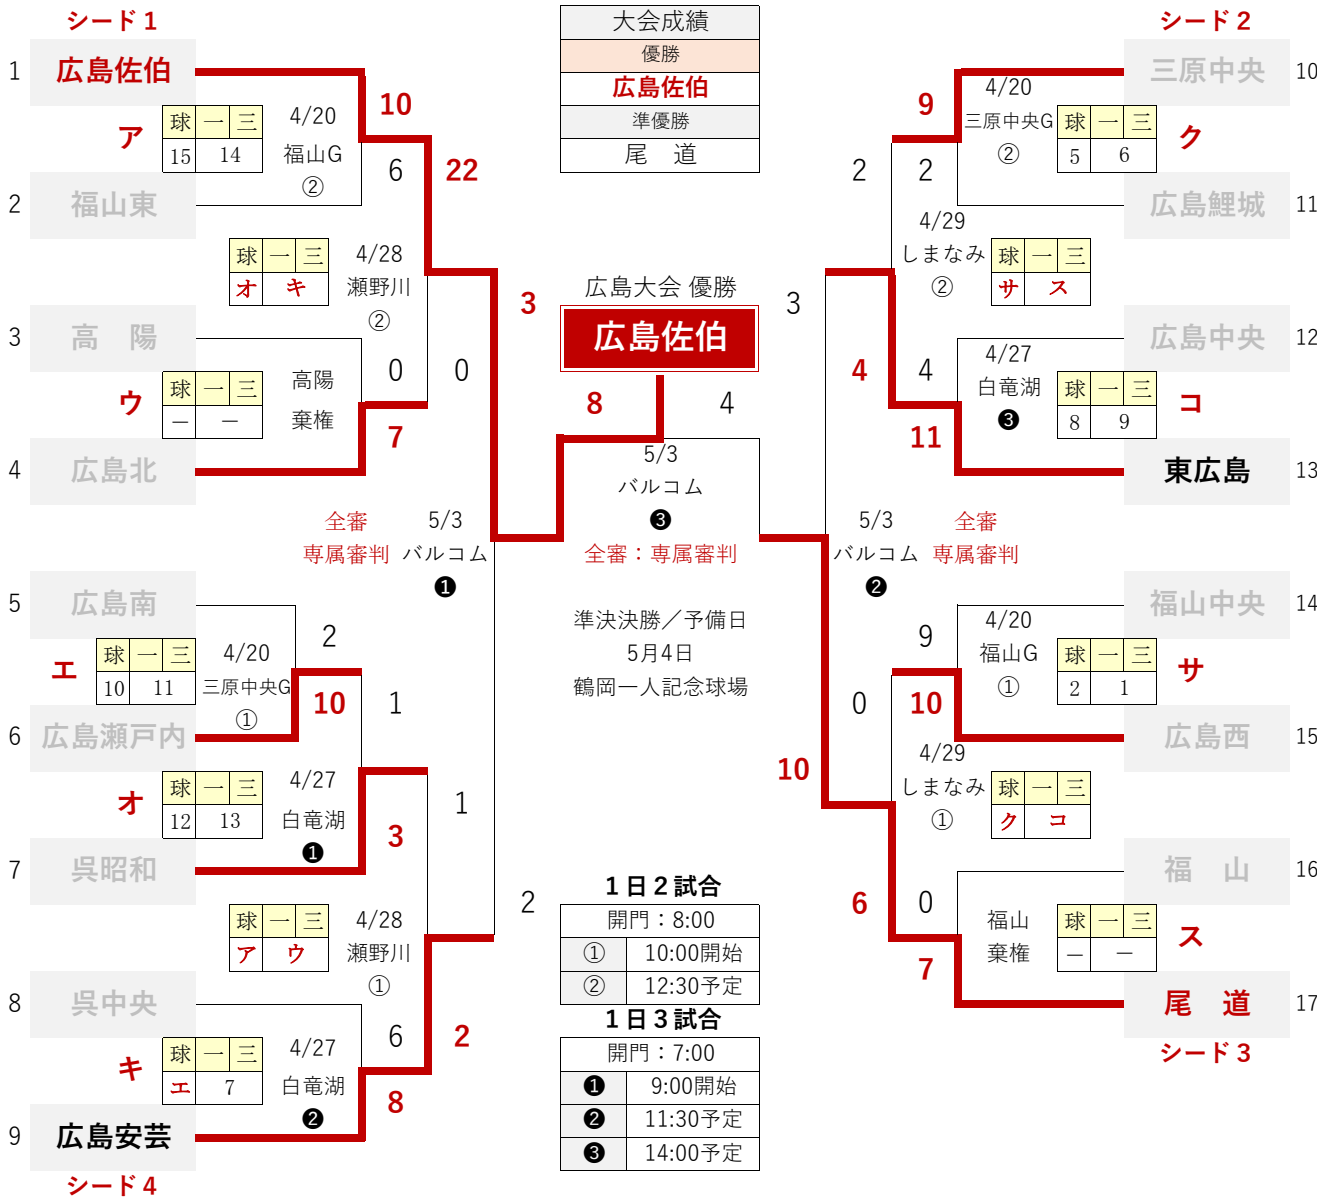 シード１
シード２
大会成績
優勝
広島佐伯
準優勝
尾　道
1 広島佐伯
10
ア
球 一 三
15 14
4/20
福山G
②
6
22
2 福山東
球 一 三
オ キ
4/28
瀬野川
②
3 高　陽
ウ
球 一 三
― ―
高陽
棄権
0
0
7
4 広島北
3
広島大会 優勝
広島佐伯
8
4
5/3
バルコム
❸
全審：専属審判
全審
専属審判
5/3
バルコム
❶
準決決勝／予備日
5月4日
鶴岡一人記念球場
5 広島南
2
エ
球 一 三
10 11
4/20
三原中央G
①
10
1
6 広島瀬戸内
オ
球 一 三
12 13
4/27
白竜湖
❶
3
1
7 呉昭和
球 一 三
ア ウ
4/28
瀬野川
①
2
8 呉中央
6
2
キ
球 一 三
エ 7
4/27
白竜湖
❷
8
9 広島安芸
シード４
１日２試合
開門：8:00
① 10:00開始
② 12:30予定
１日３試合
開門：7:00
❶ 9:00開始
❷ 11:30予定
❸ 14:00予定
三原中央 10
9
4/20
三原中央G
②
球 一 三
5 6
ク
2
2
広島鯉城 11
4/29
しまなみ
②
球 一 三
サ ス
3
広島中央 12
4
4
4/27
白竜湖
❸
球 一 三
8 9
コ
11
東広島 13
5/3
バルコム
❷
全審
専属審判
福山中央 14
9
4/20
福山G
①
球 一 三
2 1
サ
0
10
広島西 15
10
4/29
しまなみ
①
球 一 三
ク コ
福　山 16
6
0
福山
棄権
球 一 三
― ―
ス
7
尾　道 17
シード３